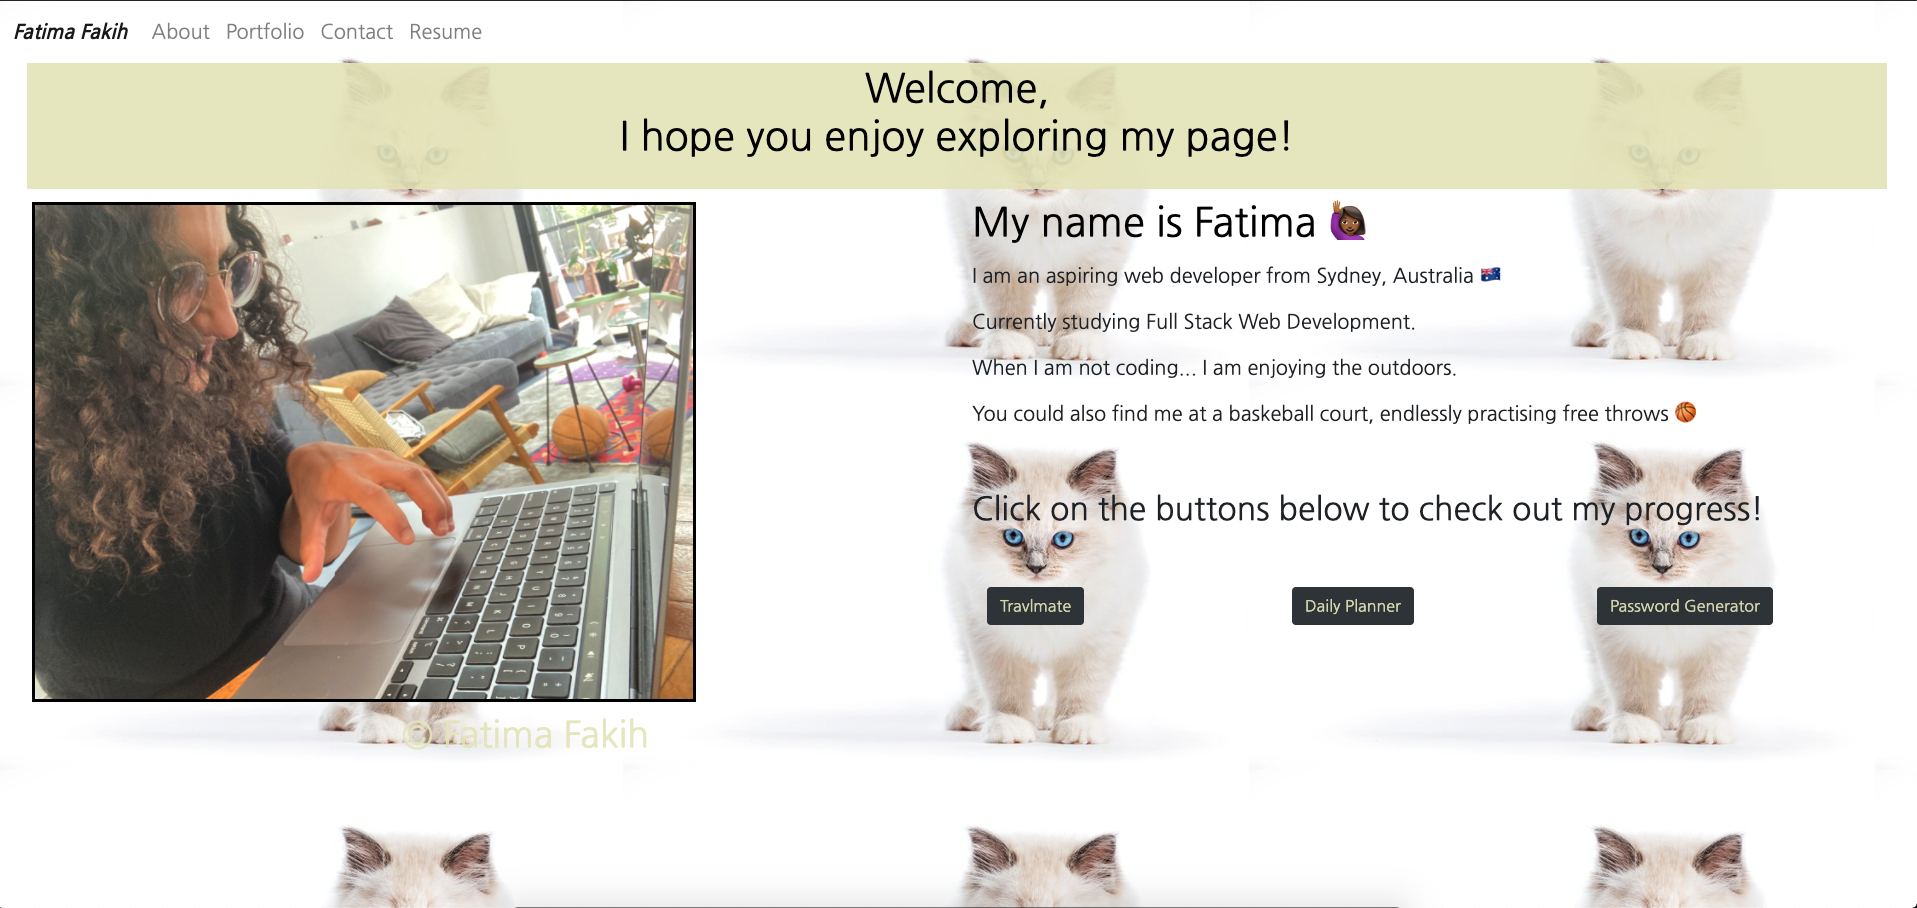 Fatima Fakih About Portfolio Contact Resume
Welcome,
I hope you enjoy exploring my page!
My name is Fatima 🙋🏾‍♀️
I am an aspiring web developer from Sydney, Australia 🇦🇺
Currently studying Full Stack Web Development.
When I am not coding... I am enjoying the outdoors.
You could also find me at a baskeball court, endlessly practising free throws 🏀
Click on the buttons below to check out my progress!
Travlmate Daily Planner Password Generator
© Fatima Fakih